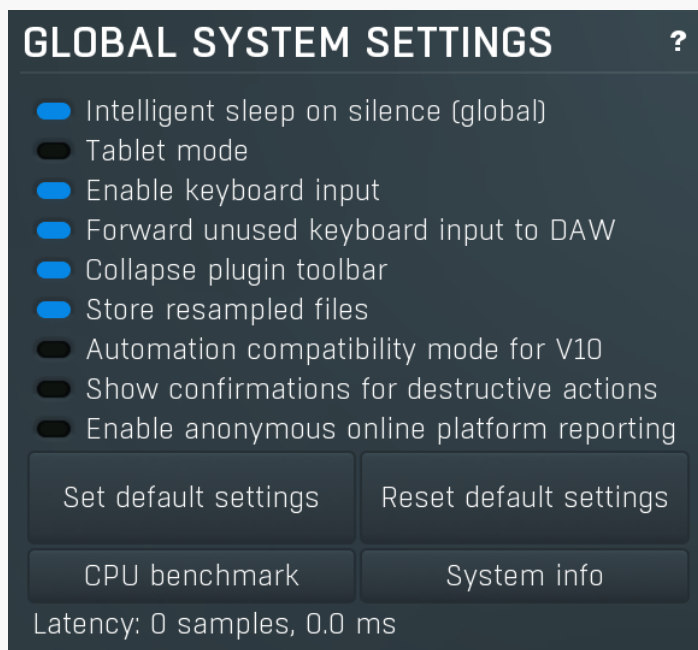 GLOBAL SYSTEM SETTINGS ?
Intelligent sleep on silence (global)
Tablet mode
Enable keyboard input
Forward unused keyboard input to DAW
Collapse plugin toolbar
Store resampled files
Automation compatibility mode for V10
Show confirmations for destructive actions
Enable anonymous online platform reporting
Set default settings
Reset default settings
CPU benchmark
System info
Latency: 0 samples, 0.0 ms